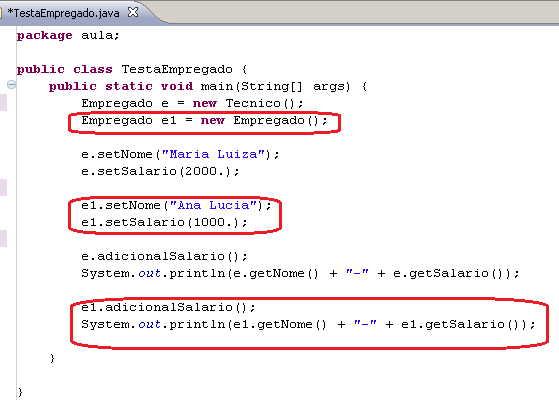 *TestaEmpregado.java
package aula;
public class TestaEmpregado {
public static void main(String[] args) {
Empregado e = new Tecnico();
Empregado e1 = new Empregado();
e.setNome("Maria Luiza");
e.setSalario(2000.);
e1.setNome("Ana Lucia");
e1.setSalario(1000.);
e.adicionalSalario();
System.out.println(e.getNome() + "-" + e.getSalario());
e1.adicionalSalario();
System.out.println(e1.getNome() + "-" + e1.getSalario());
}
}